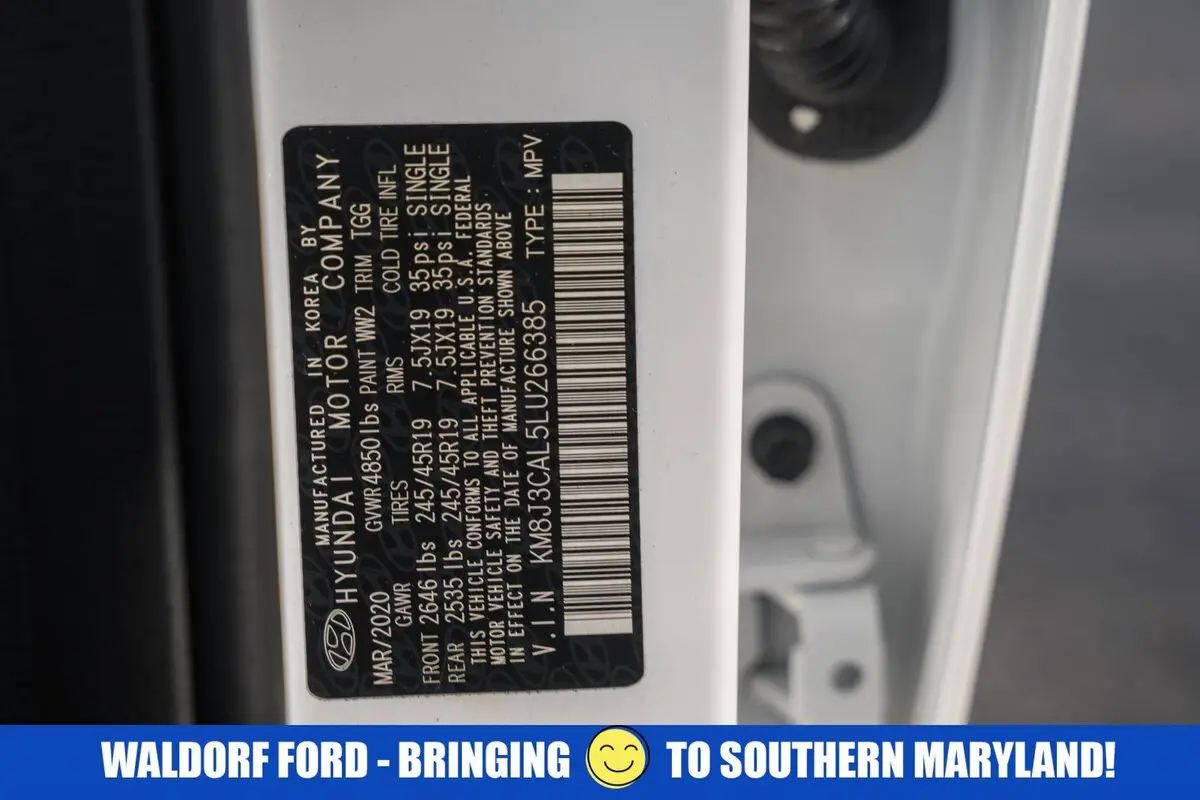 MANUFACTURED IN KOREA BY
HYUNDAI MOTOR COMPANY
MAR/2020 GVWR 4850 lbs PAINT WW2 TRIM TGG
GAWR TIRES RIMS COLD TIRE INFL
FRONT 2646 lbs 245/45R19 7.5JX19 35psi SINGLE
REAR 2535 lbs 245/45R19 7.5JX19 35psi SINGLE
THIS VEHICLE CONFORMS TO ALL APPLICABLE U.S.A. FEDERAL
MOTOR VEHICLE SAFETY AND THEFT PREVENTION STANDARDS
IN EFFECT ON THE DATE OF MANUFACTURE SHOWN ABOVE
V.I.N KM8J3CAL5LU266385 TYPE : MPV
WALDORF FORD - BRINGING 😊 TO SOUTHERN MARYLAND!